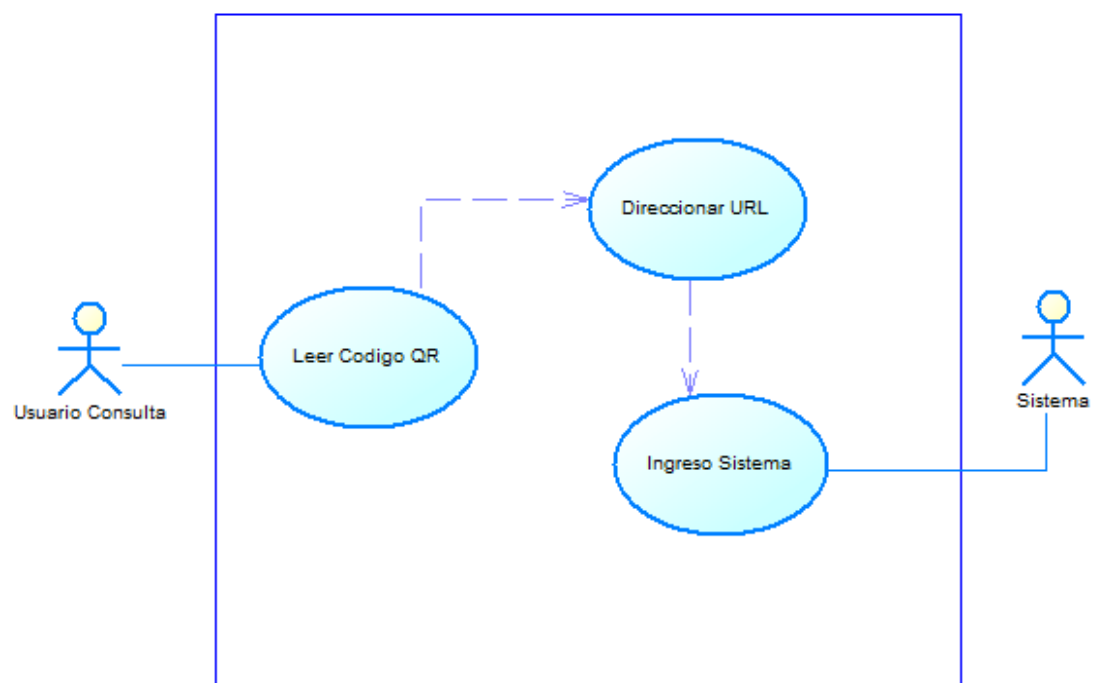 Direccionar URL
Leer Codigo QR
Usuario Consulta
Sistema
Ingreso Sistema